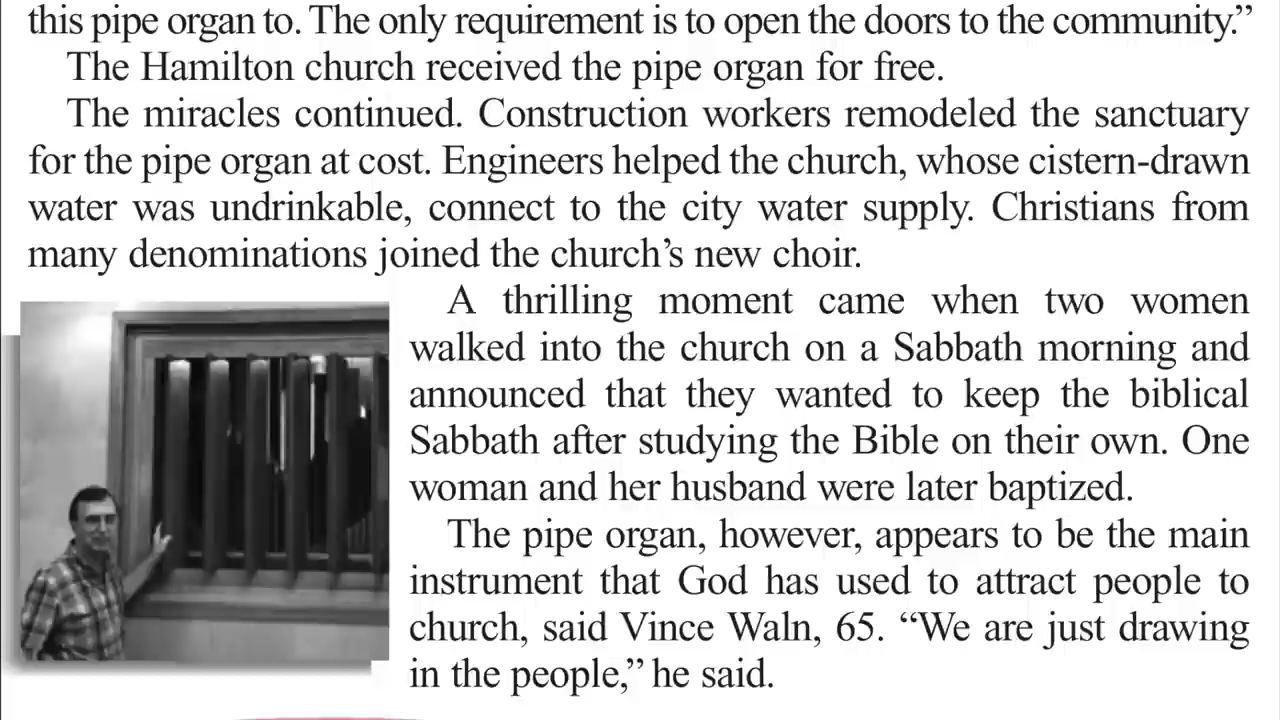 this pipe organ to. The only requirement is to open the doors to the community.”
The Hamilton church received the pipe organ for free.
The miracles continued. Construction workers remodeled the sanctuary
for the pipe organ at cost. Engineers helped the church, whose cistern-drawn
water was undrinkable, connect to the city water supply. Christians from
many denominations joined the church’s new choir.
A thrilling moment came when two women
walked into the church on a Sabbath morning and
announced that they wanted to keep the biblical
Sabbath after studying the Bible on their own. One
woman and her husband were later baptized.
The pipe organ, however, appears to be the main
instrument that God has used to attract people to
church, said Vince Waln, 65. “We are just drawing
in the people,” he said.